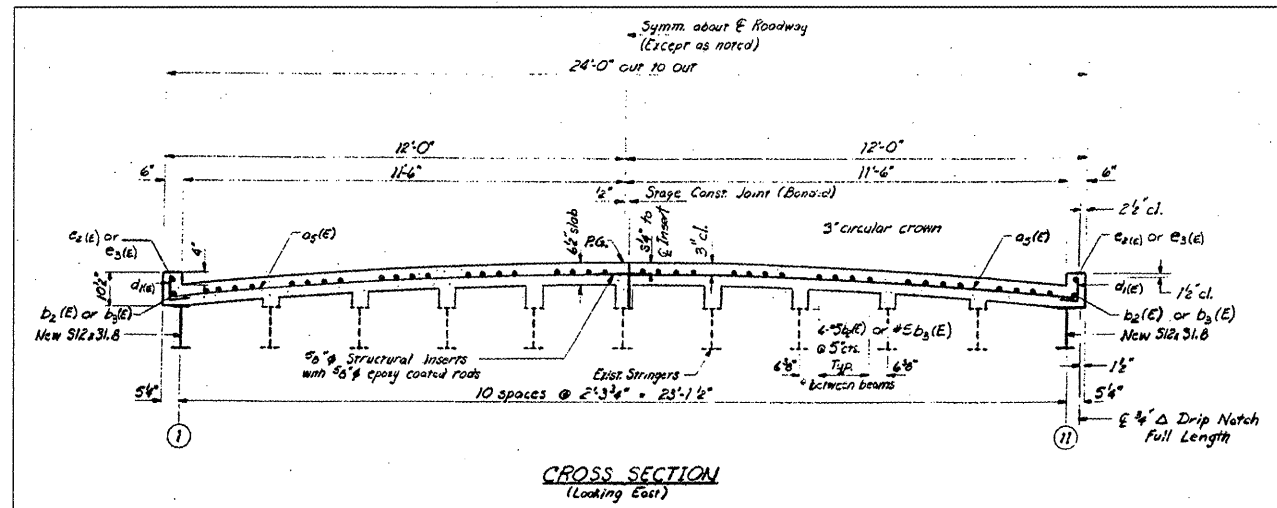 Symm. about ℄ Roadway
(Except as noted)
24'-0" out to out
12'-0"
12'-0"
6"
11'-6"
11'-6"
6"
1/2"
Stage Const. Joint (Bonded)
2 1/2" cl.
e2(E) or
e3(E)
4"
a5(E)
P.G.
6 1/2" slab
3 1/4" to
℄ Insert
3" cl.
3" circular crown
a5(E)
e2(E) or e3(E)
10 1/2"
d1(E)
d1(E)
1 1/2" cl.
b2(E) or b3(E)
b2(E) or b3(E)
New S12x31.8
New S12x31.8
5/8"φ Structural Inserts
with 5/8"φ epoxy coated rods
Exist. Stringers
6 3/8"
@ 5" cts.
Typ.
between beams
6 3/8"
1 1/2"
5 1/4"
10 spaces @ 2'-3 3/4" = 23'-1 1/2"
5 1/4"
℄ 3/4" Δ Drip Notch
Full Length
1
11
CROSS SECTION
(Looking East)